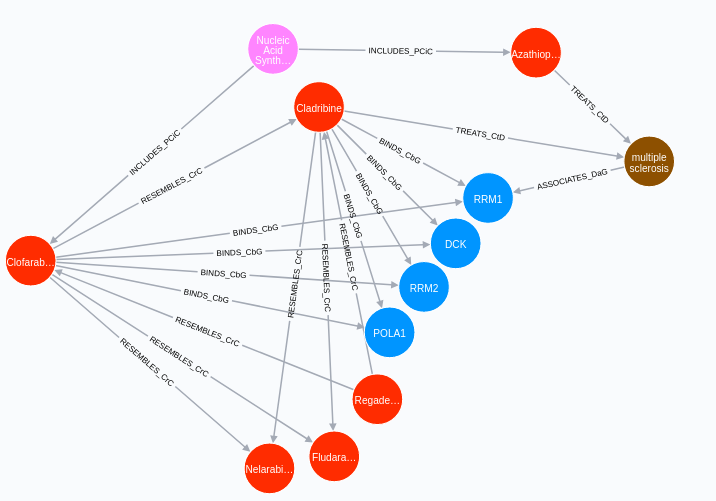 Nucleic
Acid
Synth…
INCLUDES_PCiC
Azathiop…
TREATS_CtD
INCLUDES_PCiC
Cladribine
TREATS_CtD
multiple
sclerosis
ASSOCIATES_DaG
BINDS_CbG
BINDS_CbG
BINDS_CbG
BINDS_CbG
RESEMBLES_CrC
RESEMBLES_CrC
RESEMBLES_CrC
RESEMBLES_CrC
RRM1
DCK
RRM2
POLA1
Clofarab…
BINDS_CbG
BINDS_CbG
BINDS_CbG
BINDS_CbG
RESEMBLES_CrC
RESEMBLES_CrC
RESEMBLES_CrC
Regade…
Fludara…
Nelarabi…